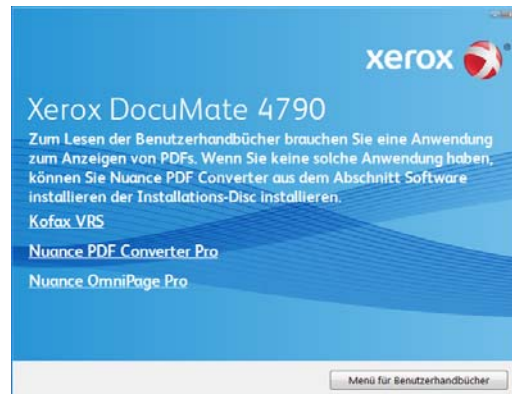 xerox
Xerox DocuMate 4790
Zum Lesen der Benutzerhandbücher brauchen Sie eine Anwendung
zum Anzeigen von PDFs. Wenn Sie keine solche Anwendung haben,
können Sie Nuance PDF Converter aus dem Abschnitt Software
installieren der Installations-Disc installieren.
Kofax VRS
Nuance PDF Converter Pro
Nuance OmniPage Pro
Menü für Benutzerhandbücher